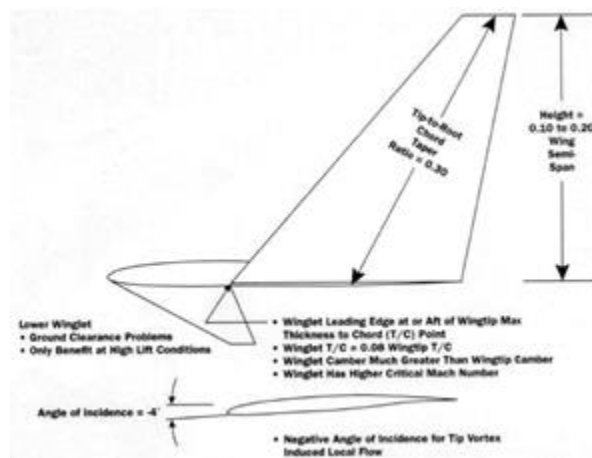 Tip-to-Root
Chord
Taper
Ratio = 0.30
Height =
0.10 to 0.20
Wing
Semi-
Span
Lower Winglet
• Ground Clearance Problems
• Only Benefit at High Lift Conditions
• Winglet Leading Edge at or Aft of Wingtip Max
Thickness to Chord (T/C) Point
• Winglet T/C = 0.08 Wingtip T/C
• Winglet Camber Much Greater Than Wingtip Camber
• Winglet Has Higher Critical Mach Number
Angle of Incidence = -4°
• Negative Angle of Incidence for Tip Vortex
Induced Local Flow